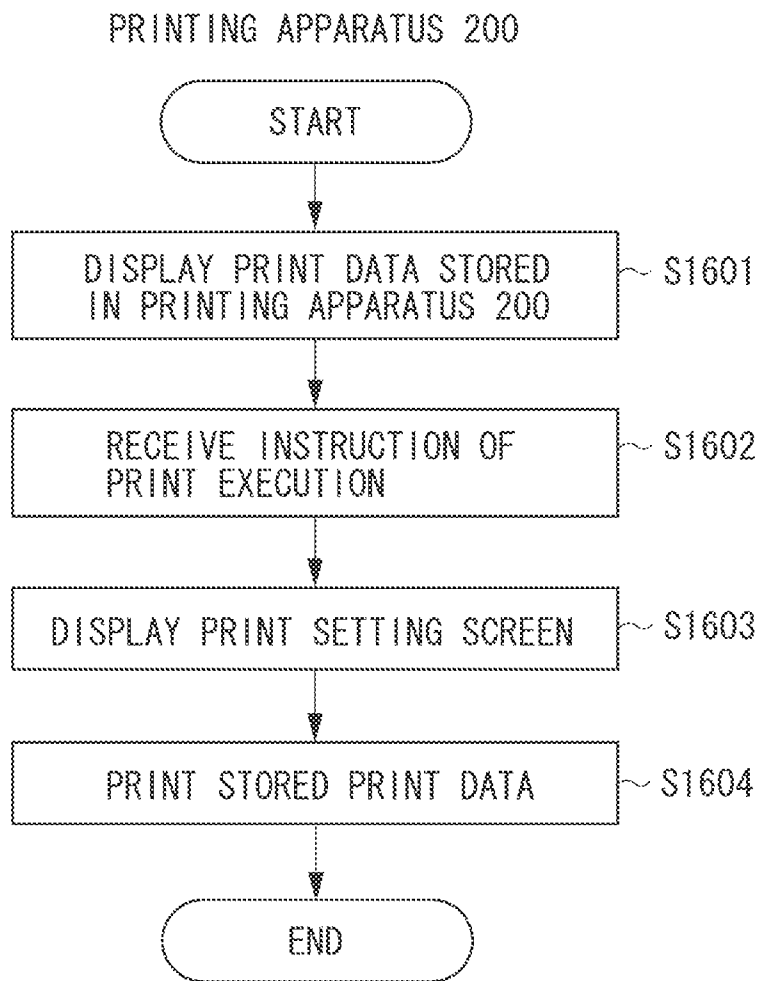 PRINTING APPARATUS 200
START
DISPLAY PRINT DATA STORED
IN PRINTING APPARATUS 200
S1601
RECEIVE INSTRUCTION OF
PRINT EXECUTION
S1602
DISPLAY PRINT SETTING SCREEN
S1603
PRINT STORED PRINT DATA
S1604
END